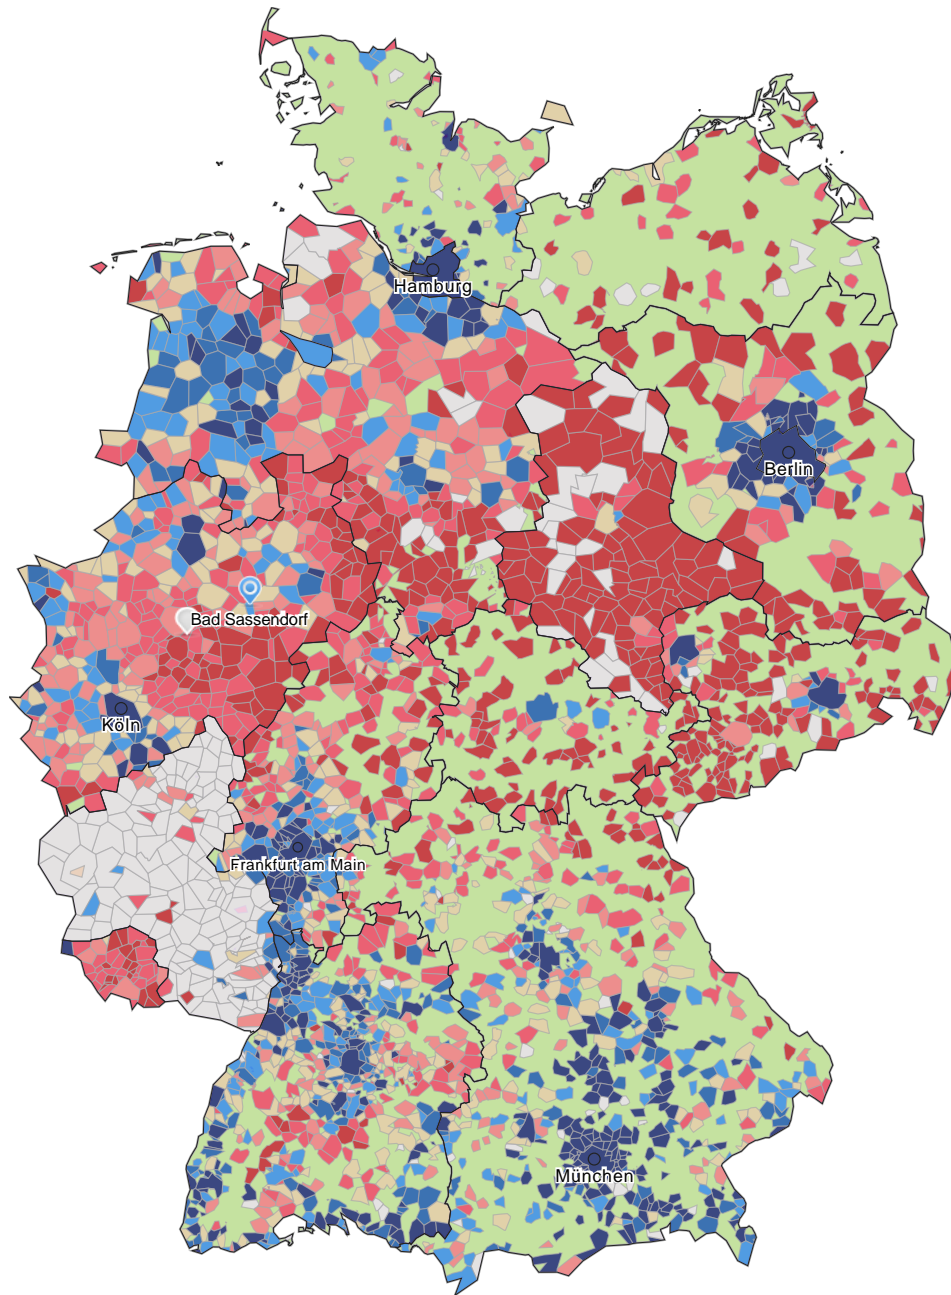 Hamburg
Berlin
Bad Sassendorf
Köln
Frankfurt am Main
München